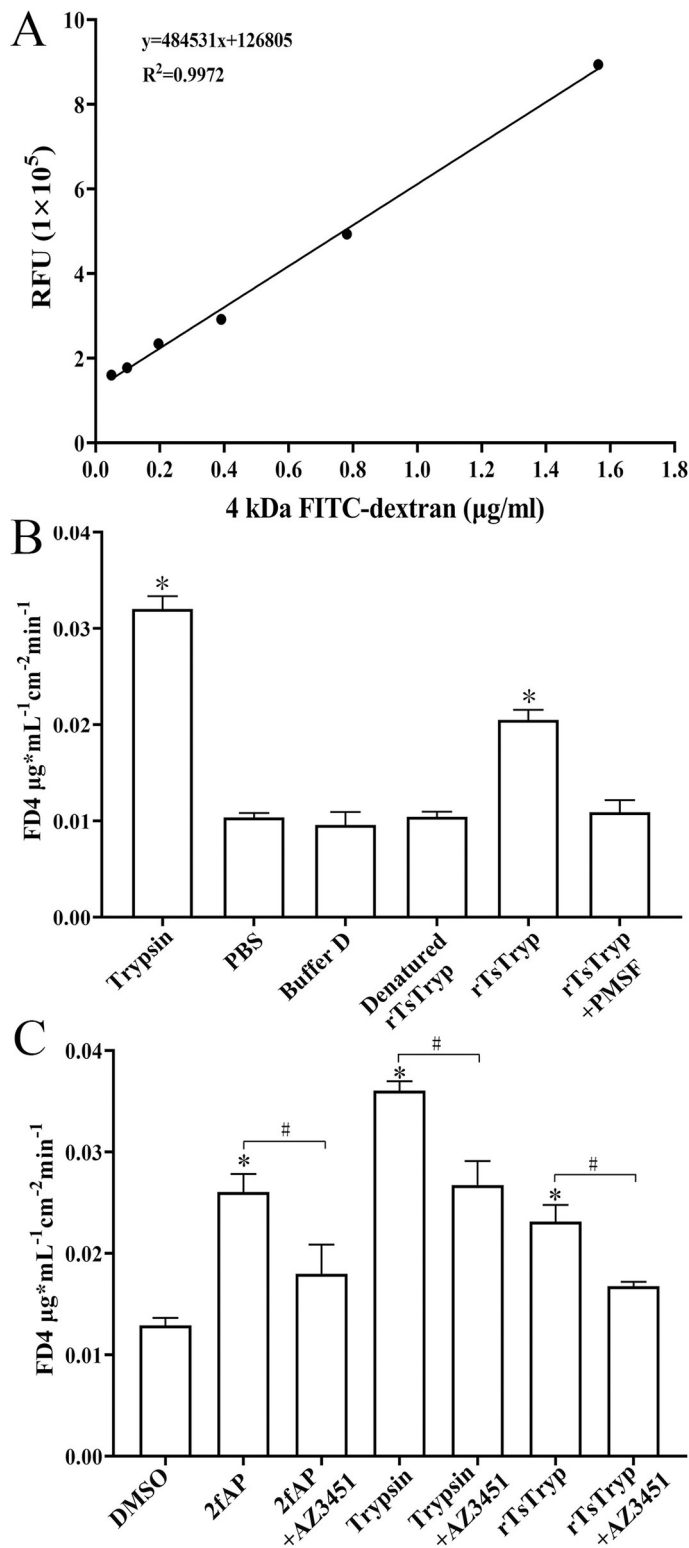 A
y=484531x+126805
R²=0.9972
RFU (1×10⁵)
10
8
6
4
2
0
0.0 0.2 0.4 0.6 0.8 1.0 1.2 1.4 1.6 1.8
4 kDa FITC-dextran (μg/ml)
B
FD4 μg*mL⁻¹cm⁻²min⁻¹
0.04
0.03
0.02
0.01
0.00
*
*
Trypsin
PBS
Buffer D
Denatured
rTsTryp
rTsTryp
rTsTryp
+PMSF
C
FD4 μg*mL⁻¹cm⁻²min⁻¹
0.04
0.03
0.02
0.01
0.00
*
#
*
#
*
#
DMSO
2fAP
2fAP
+AZ3451
Trypsin
Trypsin
+AZ3451
rTsTryp
rTsTryp
+AZ3451